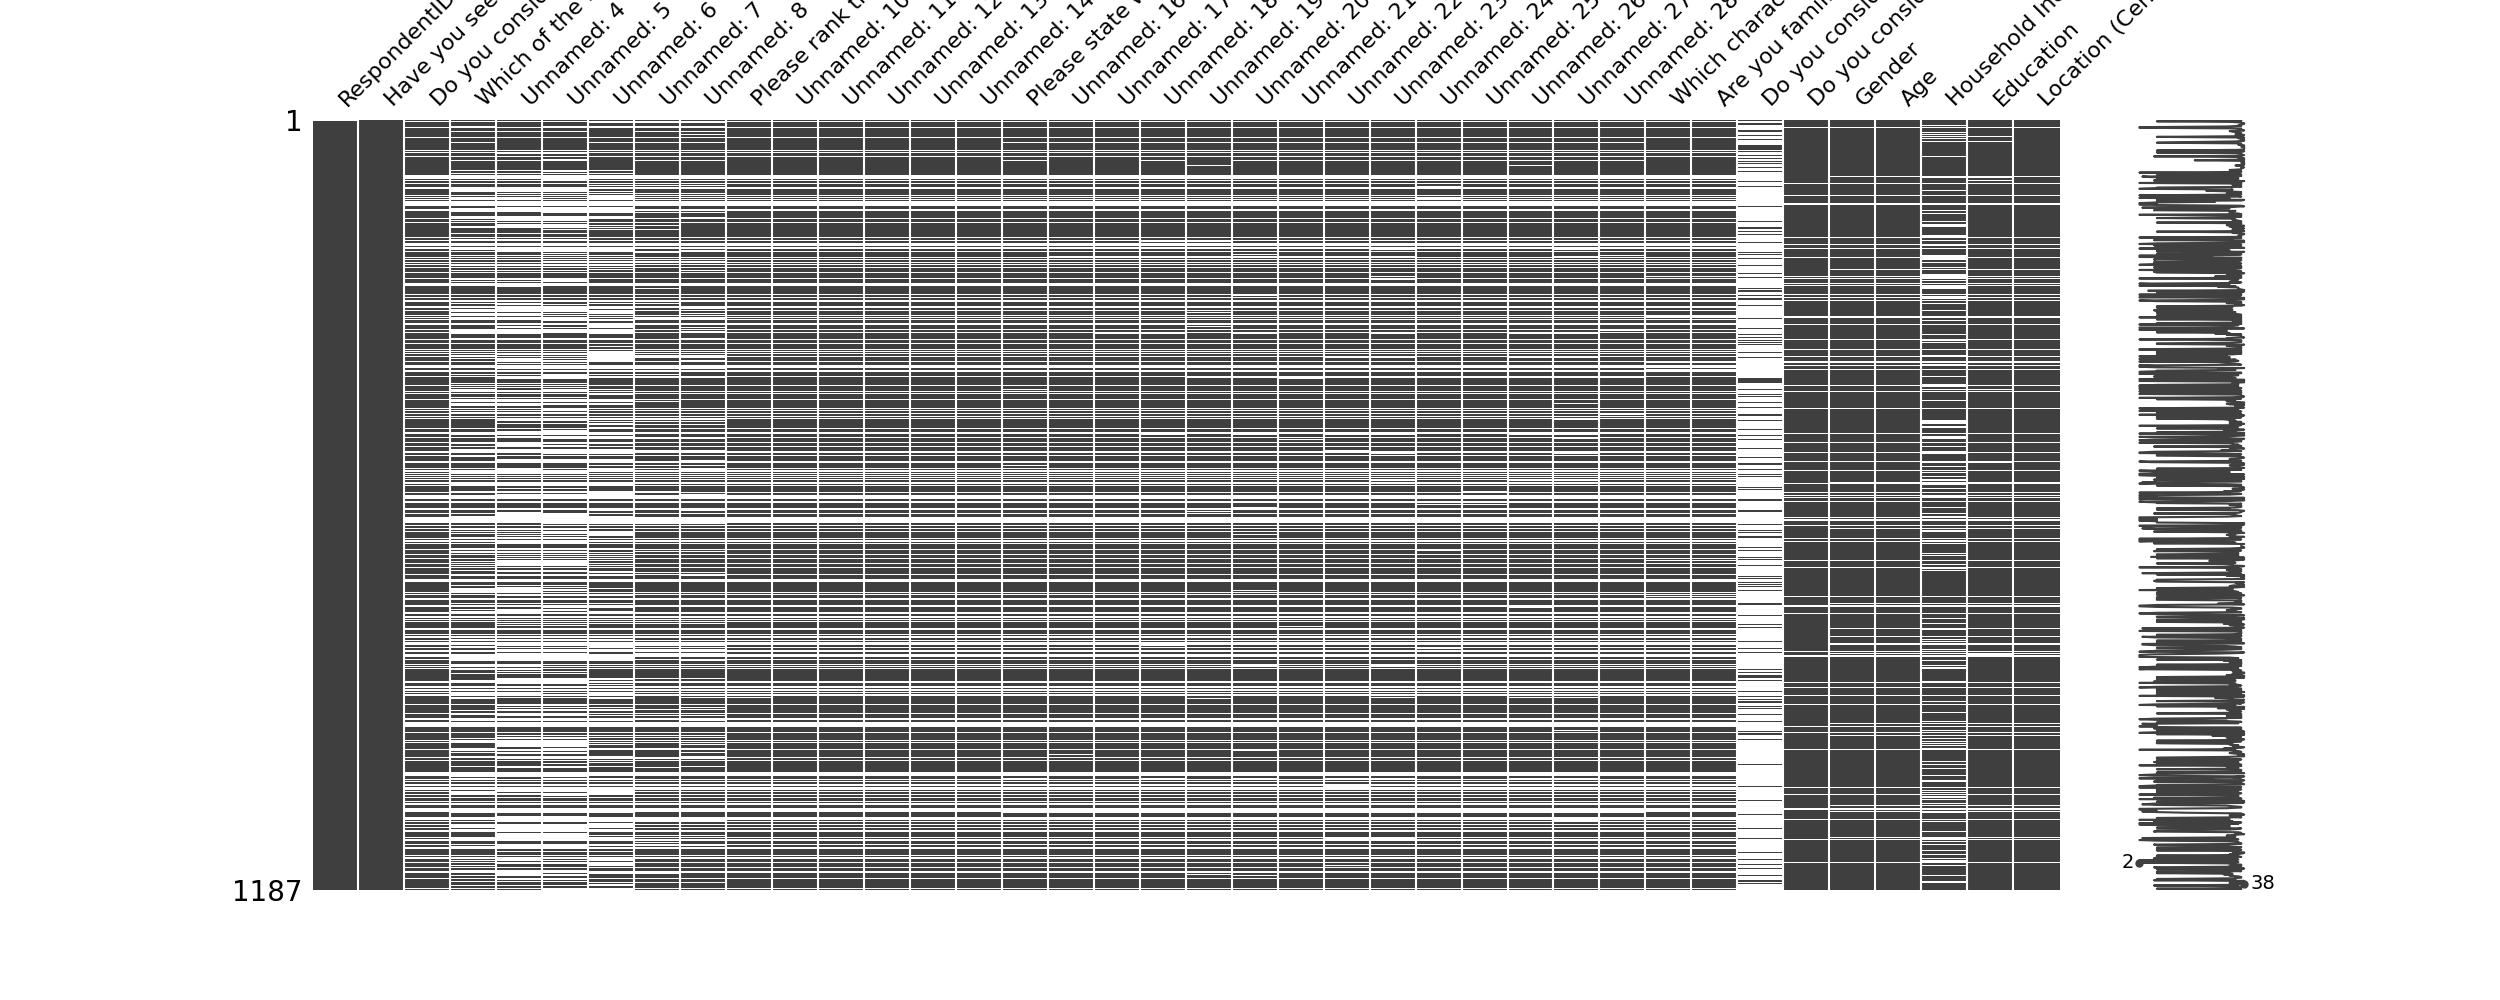 RespondentID
Have you see
Do you consi
Which of the
Unnamed: 4
Unnamed: 5
Unnamed: 6
Unnamed: 7
Unnamed: 8
Please rank t
Unnamed: 10
Unnamed: 11
Unnamed: 12
Unnamed: 13
Unnamed: 14
Please state
Unnamed: 16
Unnamed: 17
Unnamed: 18
Unnamed: 19
Unnamed: 20
Unnamed: 21
Unnamed: 22
Unnamed: 23
Unnamed: 24
Unnamed: 25
Unnamed: 26
Unnamed: 27
Unnamed: 28
Which charac
Are you famil
Do you consi
Do you consi
Gender
Age
Household Inc
Education
Location (Cen
1
1187
2
38